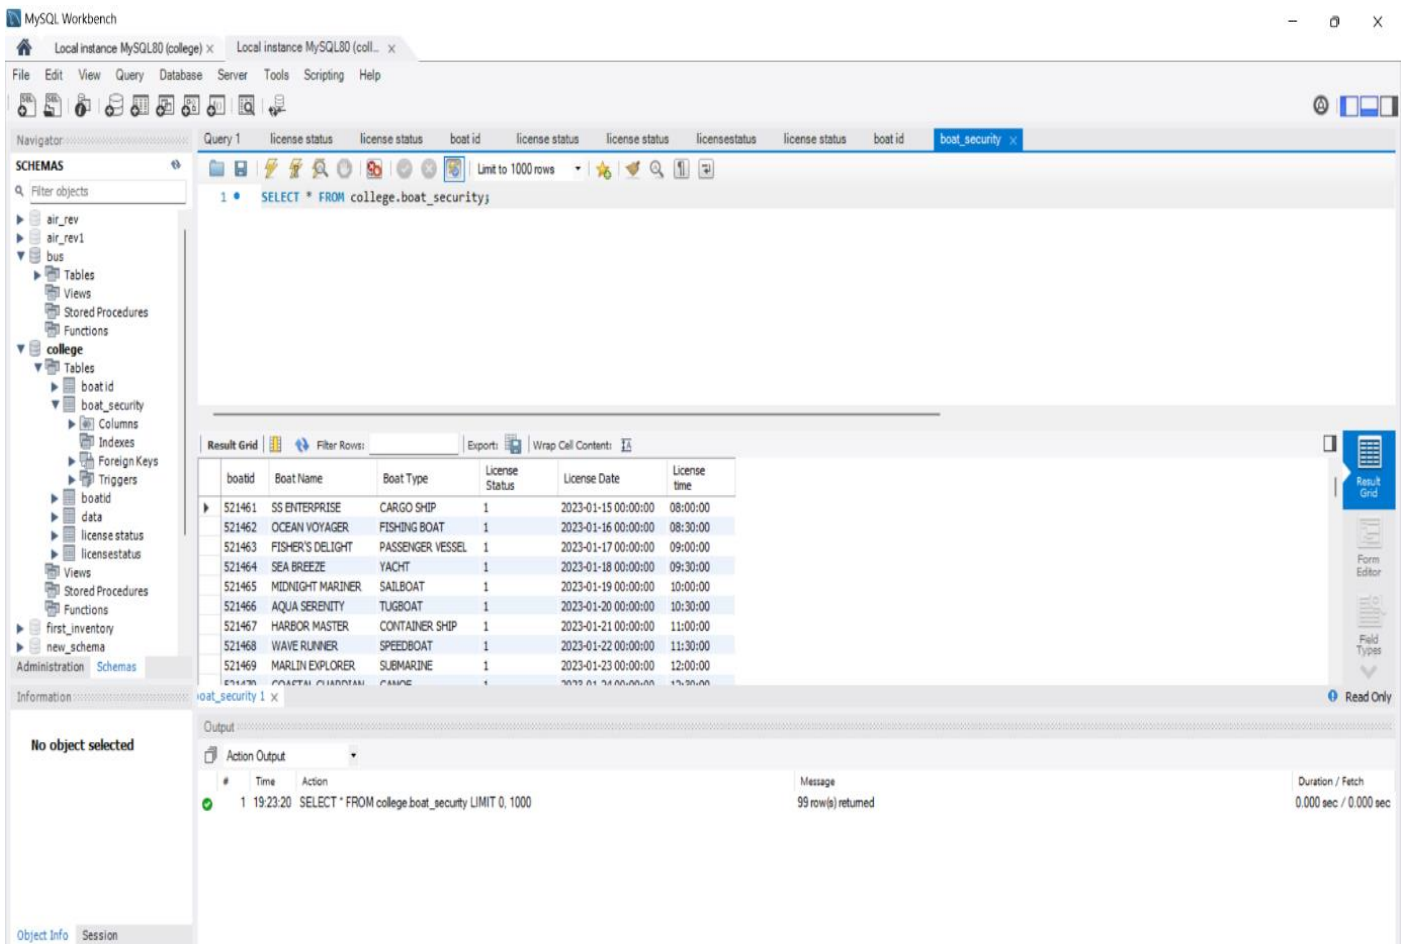 MySQL Workbench
Local instance MySQL80 (college) x Local instance MySQL80 (coll... x
File Edit View Query Database Server Tools Scripting Help
Navigator
SCHEMAS
Filter objects
air_rev
air_rev1
bus
Tables
Views
Stored Procedures
Functions
college
Tables
boat id
boat_security
Columns
Indexes
Foreign Keys
Triggers
boatid
data
license status
licensestatus
Views
Stored Procedures
Functions
first_inventory
new_schema
Administration Schemas
Information
No object selected
Object Info Session
Query 1 license status license status boat id license status license status licensestatus license status boat id boat_security x
Limit to 1000 rows
1 SELECT * FROM college.boat_security;
Result Grid Filter Rows: Export: Wrap Cell Content:
boatid Boat Name Boat Type License Status License Date License time
521461 SS ENTERPRISE CARGO SHIP 1 2023-01-15 00:00:00 08:00:00
521462 OCEAN VOYAGER FISHING BOAT 1 2023-01-16 00:00:00 08:30:00
521463 FISHER'S DELIGHT PASSENGER VESSEL 1 2023-01-17 00:00:00 09:00:00
521464 SEA BREEZE YACHT 1 2023-01-18 00:00:00 09:30:00
521465 MIDNIGHT MARINER SAILBOAT 1 2023-01-19 00:00:00 10:00:00
521466 AQUA SERENITY TUGBOAT 1 2023-01-20 00:00:00 10:30:00
521467 HARBOR MASTER CONTAINER SHIP 1 2023-01-21 00:00:00 11:00:00
521468 WAVE RUNNER SPEEDBOAT 1 2023-01-22 00:00:00 11:30:00
521469 MARLIN EXPLORER SUBMARINE 1 2023-01-23 00:00:00 12:00:00
521470 COASTAL GUARDIAN CANOE 1 2023-01-24 00:00:00 12:30:00
Result Grid
Form Editor
Field Types
oat_security 1 x
Read Only
Output
Action Output
# Time Action Message Duration / Fetch
1 19:23:20 SELECT * FROM college.boat_security LIMIT 0, 1000 99 row(s) returned 0.000 sec / 0.000 sec